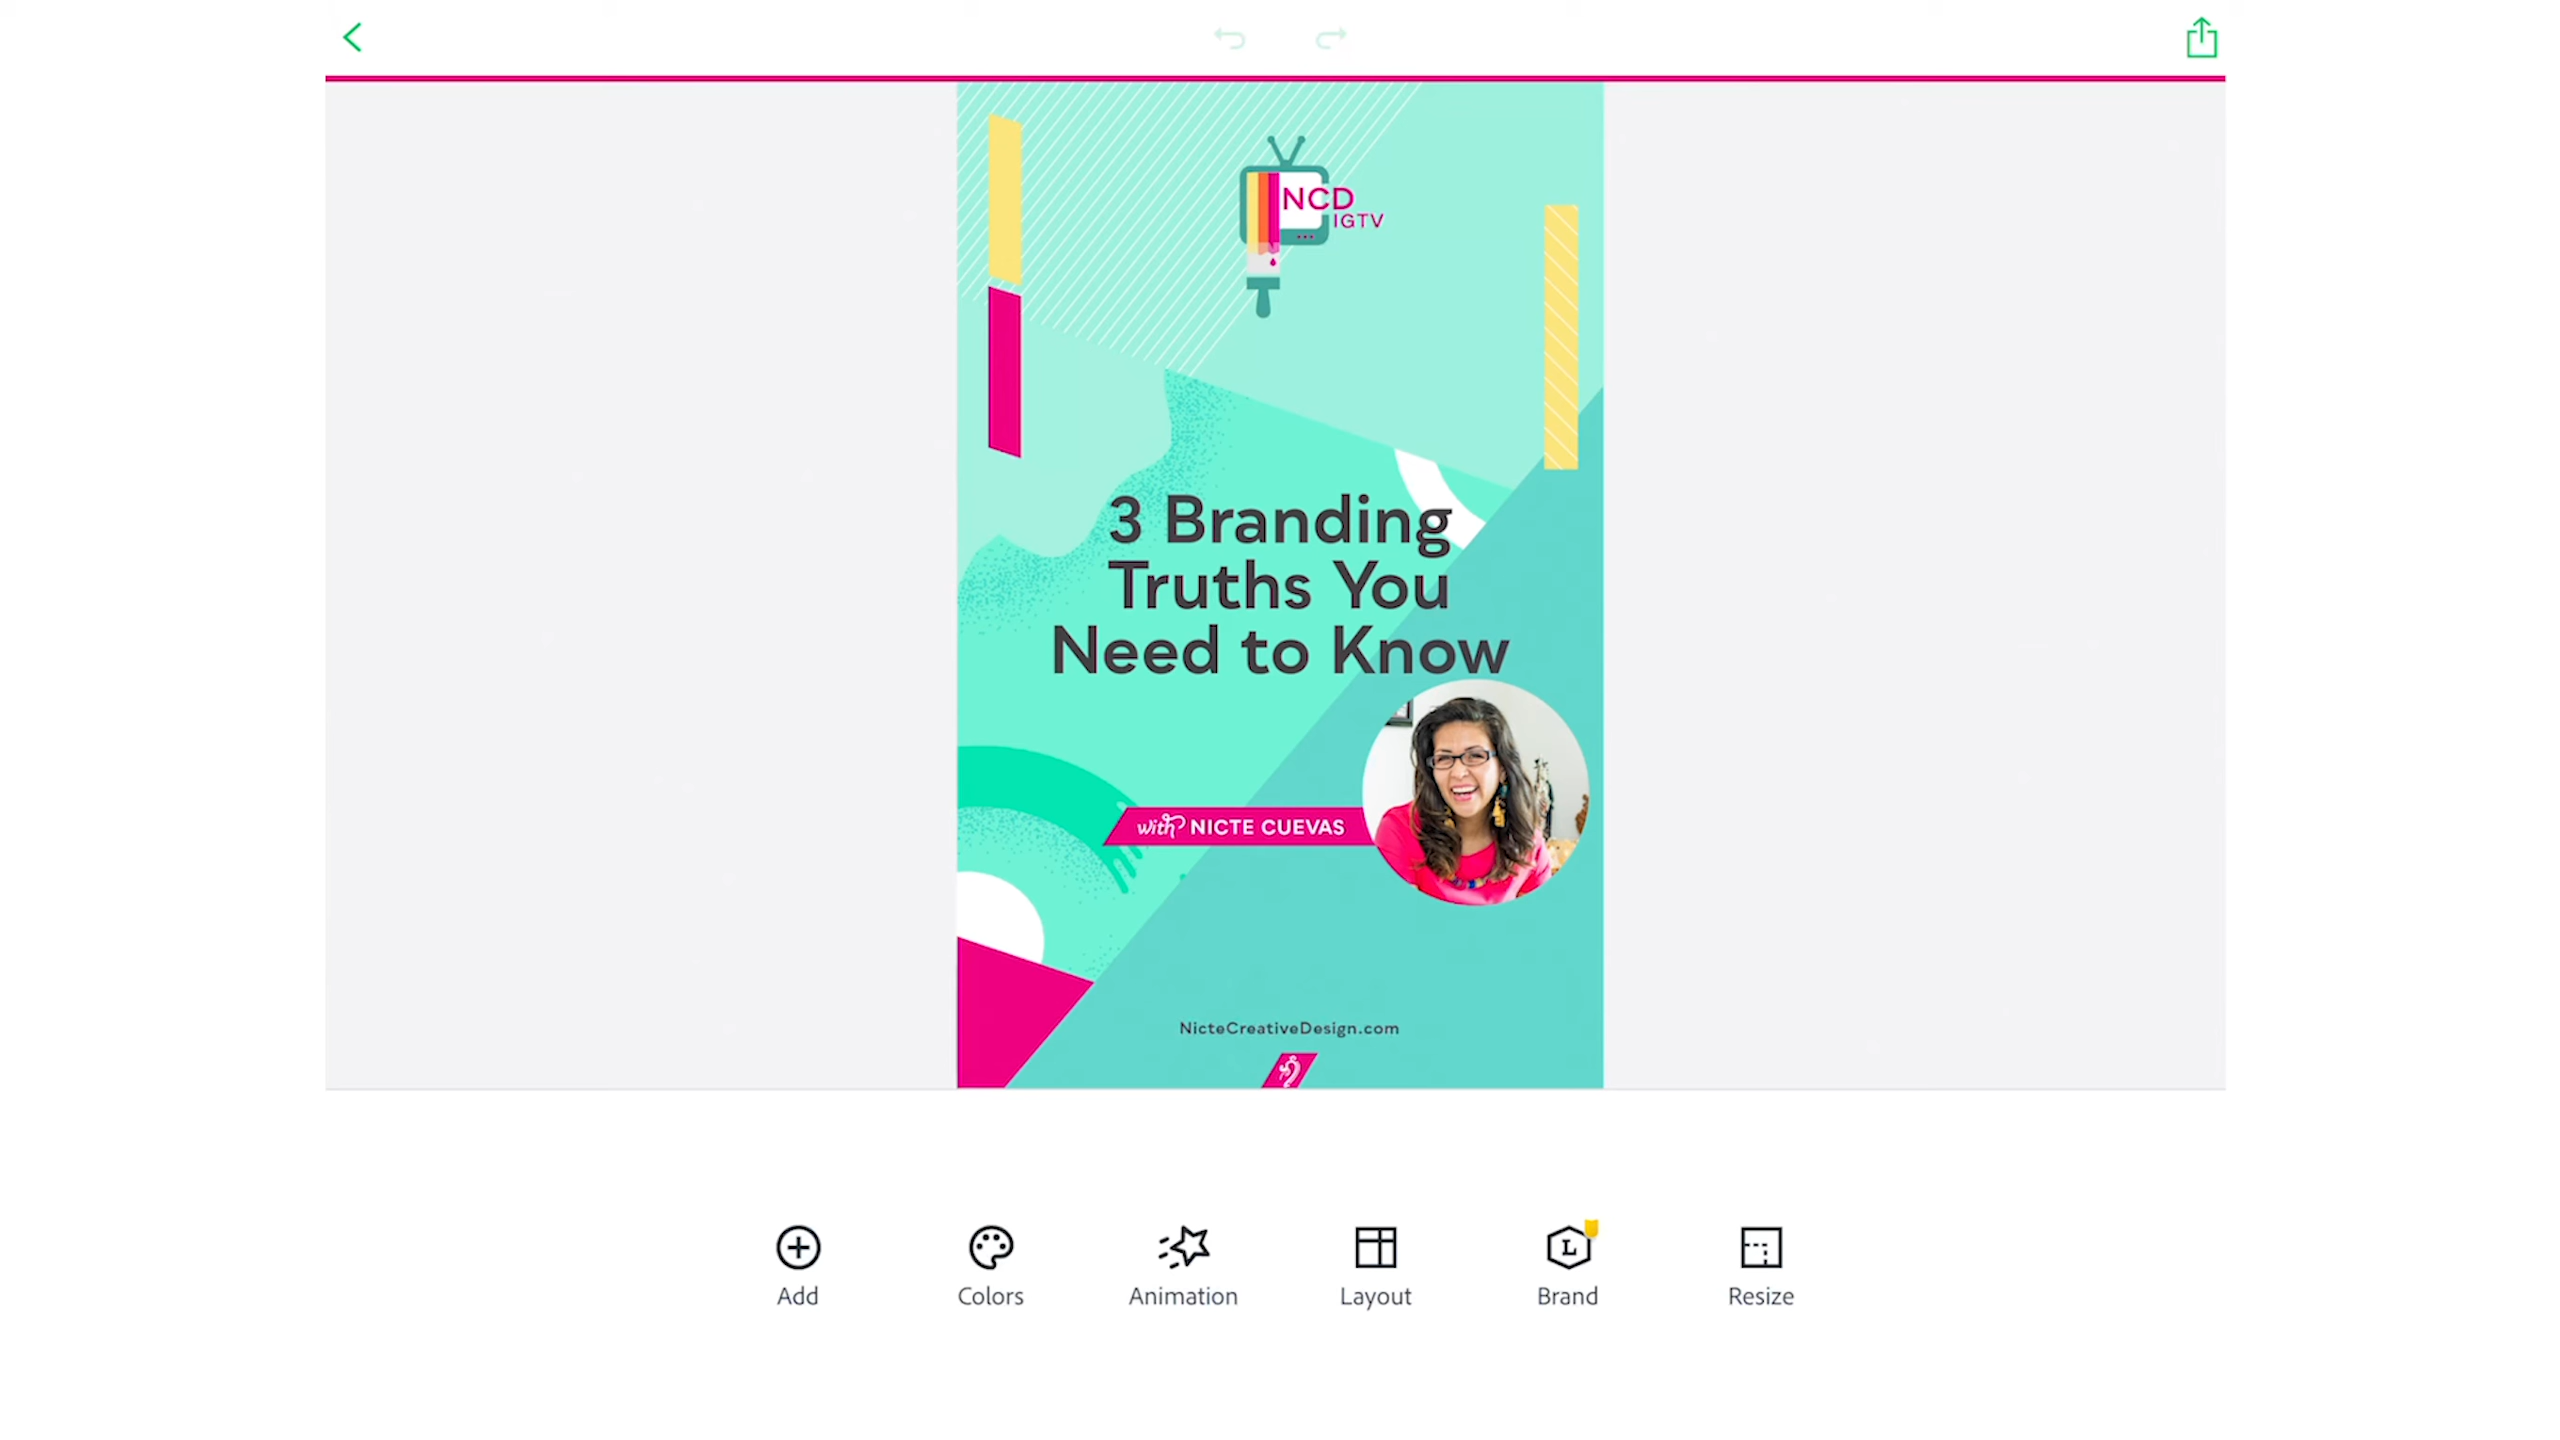 NCD
IGTV
3 Branding
Truths You
Need to Know
with NICTE CUEVAS
NicteCreativeDesign.com
Add
Colors
Animation
Layout
L
Brand
Resize